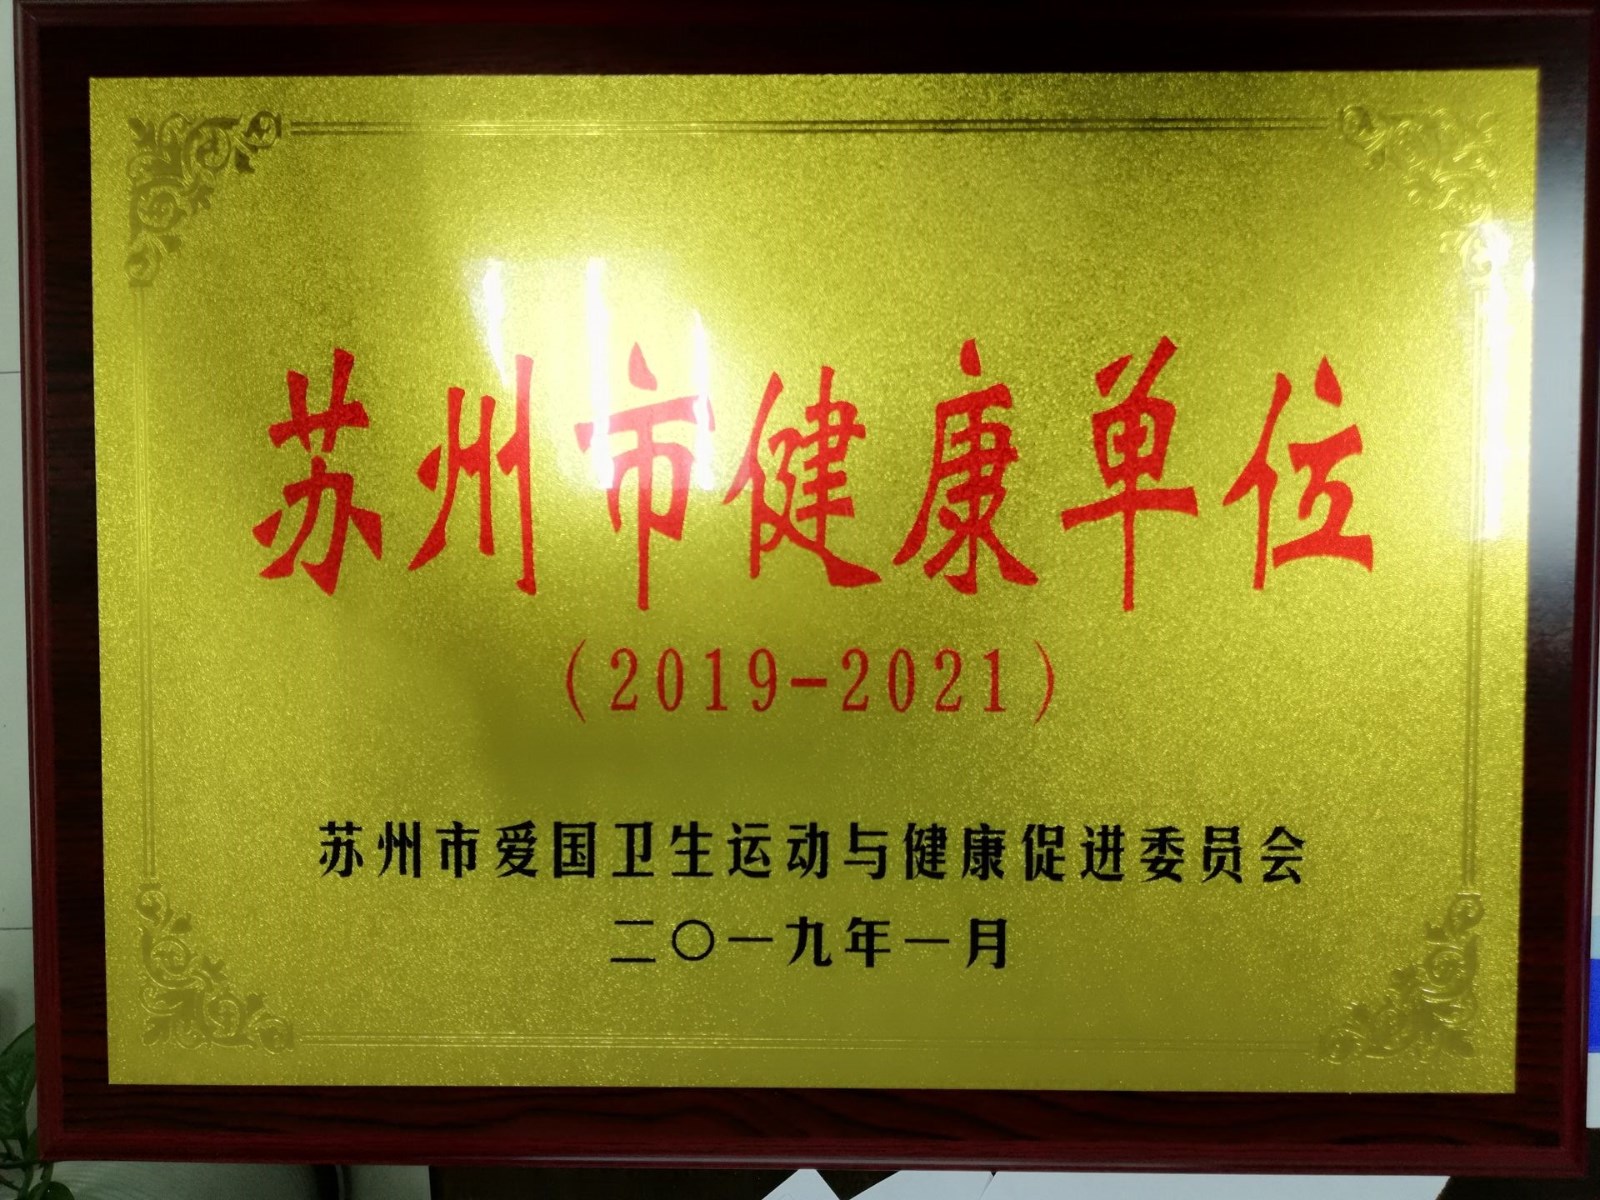 苏州市健康单位
（2019-2021）
苏州市爱国卫生运动与健康促进委员会
二〇一九年一月